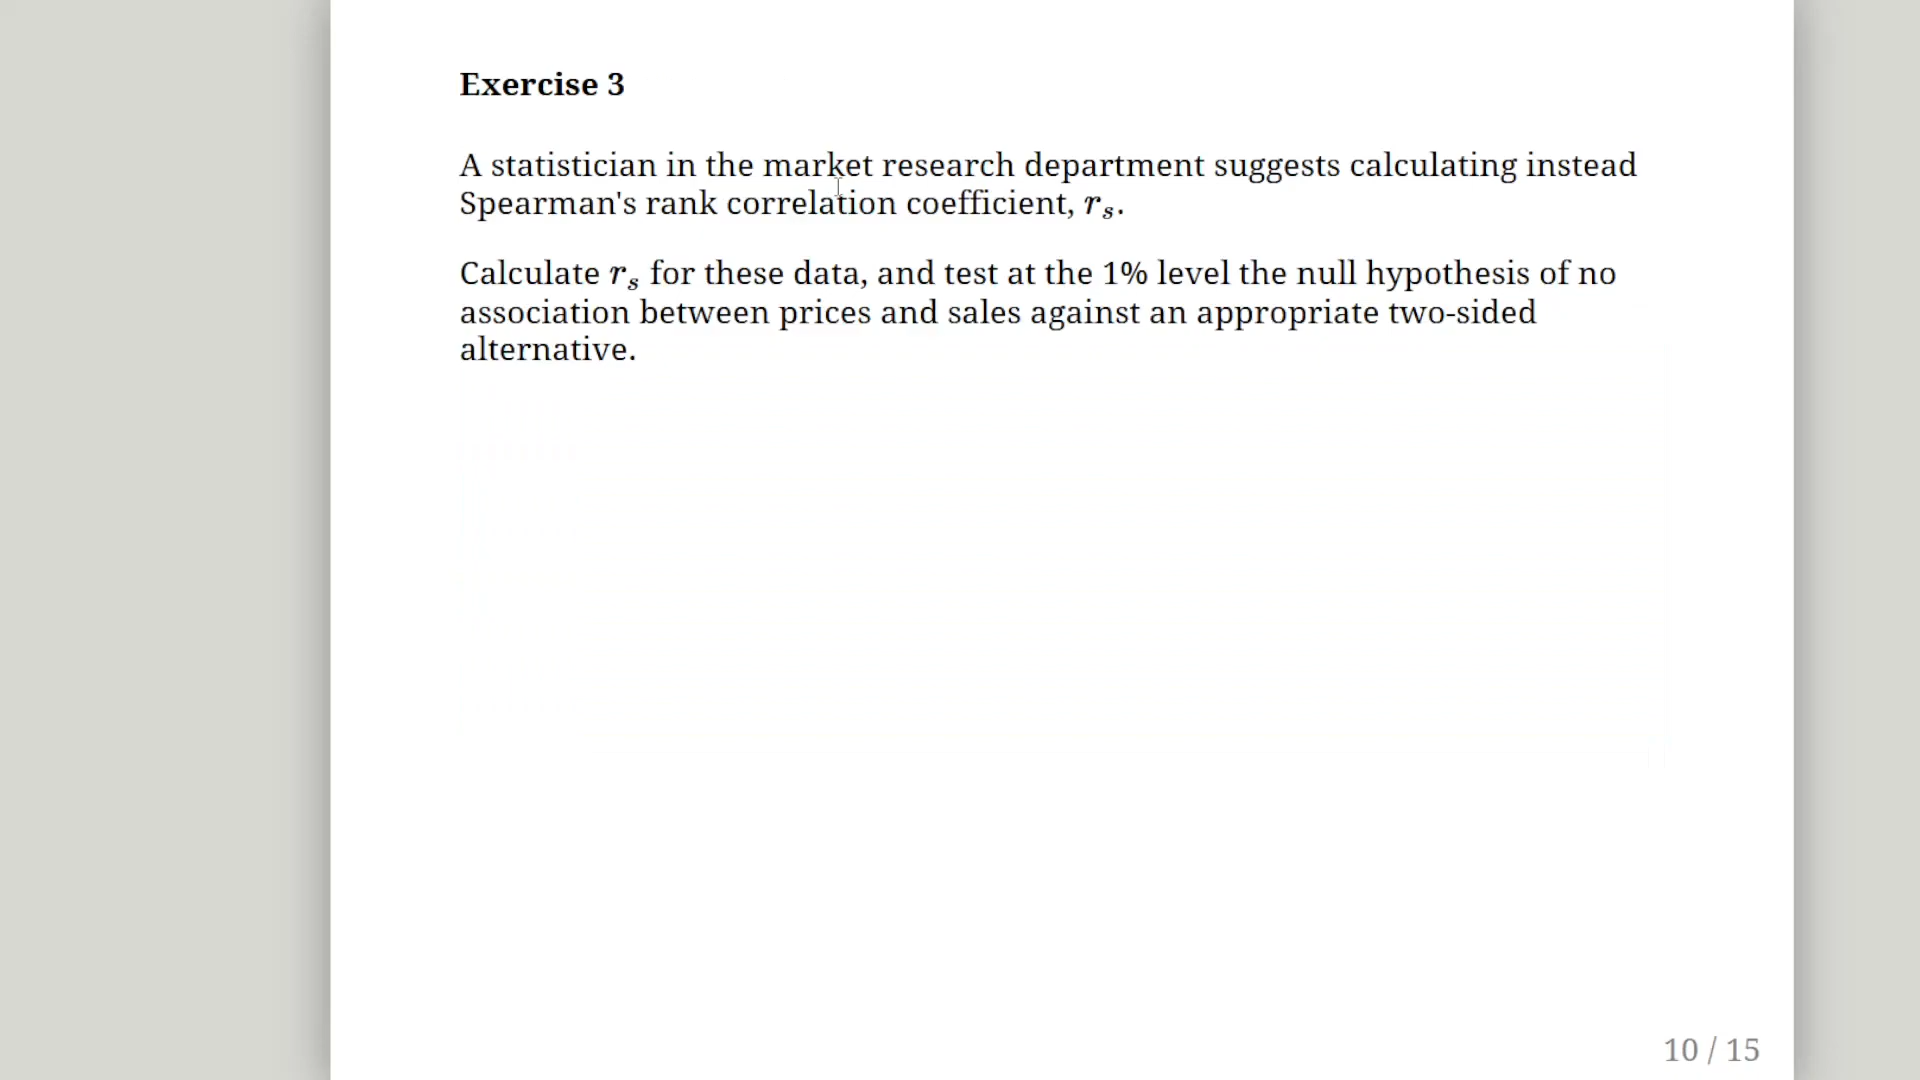 Exercise 3
A statistician in the market research department suggests calculating instead
Spearman's rank correlation coefficient, rₛ.
Calculate rₛ for these data, and test at the 1% level the null hypothesis of no
association between prices and sales against an appropriate two-sided
alternative.
10 / 15